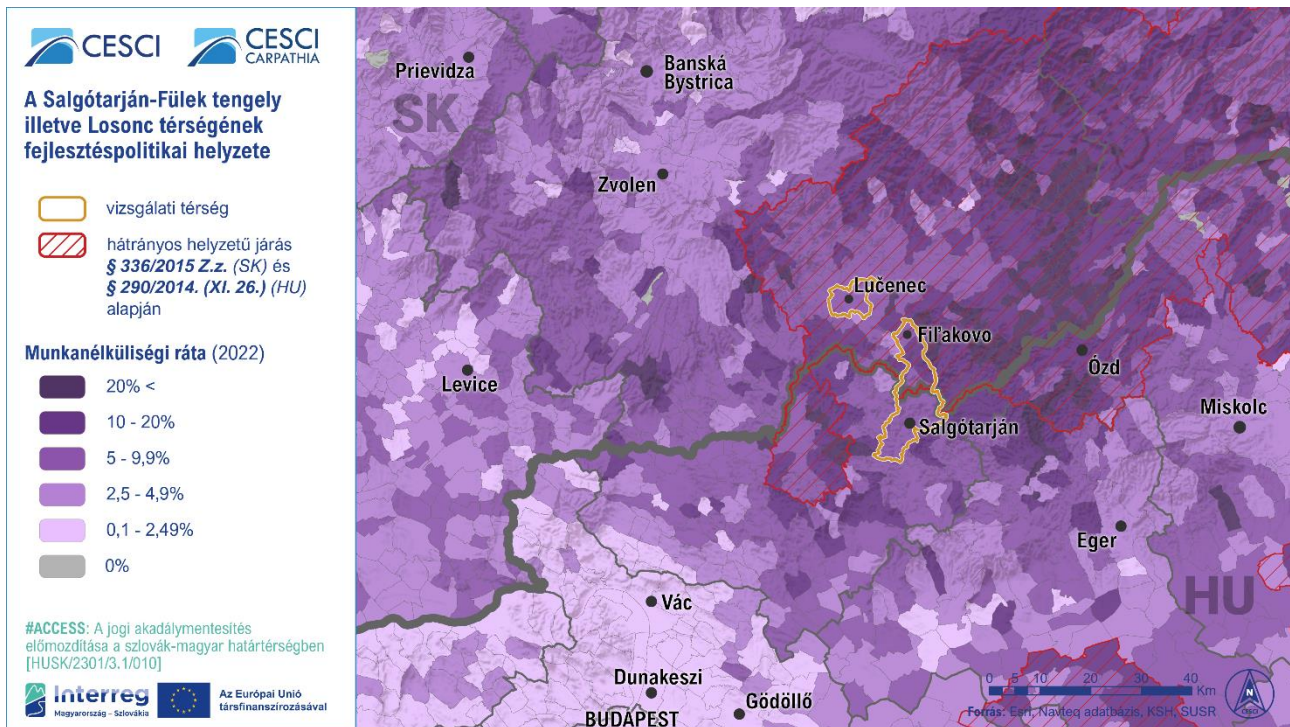 CESCI
CESCI
CARPATHIA
A Salgótarján-Fülek tengely
illetve Losonc térségének
fejlesztéspolitikai helyzete
vizsgálati térség
hátrányos helyzetű járás
§ 336/2015 Z.z. (SK) és
§ 290/2014. (XI. 26.) (HU)
alapján
Munkanélküliségi ráta (2022)
20% <
10 - 20%
5 - 9,9%
2,5 - 4,9%
0,1 - 2,49%
0%
#ACCESS: A jogi akadálymentesítés
előmozdítása a szlovák-magyar határtérségben
[HUSK/2301/3.1/010]
Interreg
Magyarország - Szlovákia
Az Európai Unió
társfinanszírozásával
Prievidza
SK
Banská
Bystrica
Zvolen
Lučenec
Fiľakovo
Levice
Ózd
Salgótarján
Miskolc
Eger
HU
Vác
Dunakeszi
Gödöllő
BUDAPEST
0 5 10 20 30 40
Km
Forrás: Esri, Navteq adatbázis, KSH, SUSR
N
CESCI